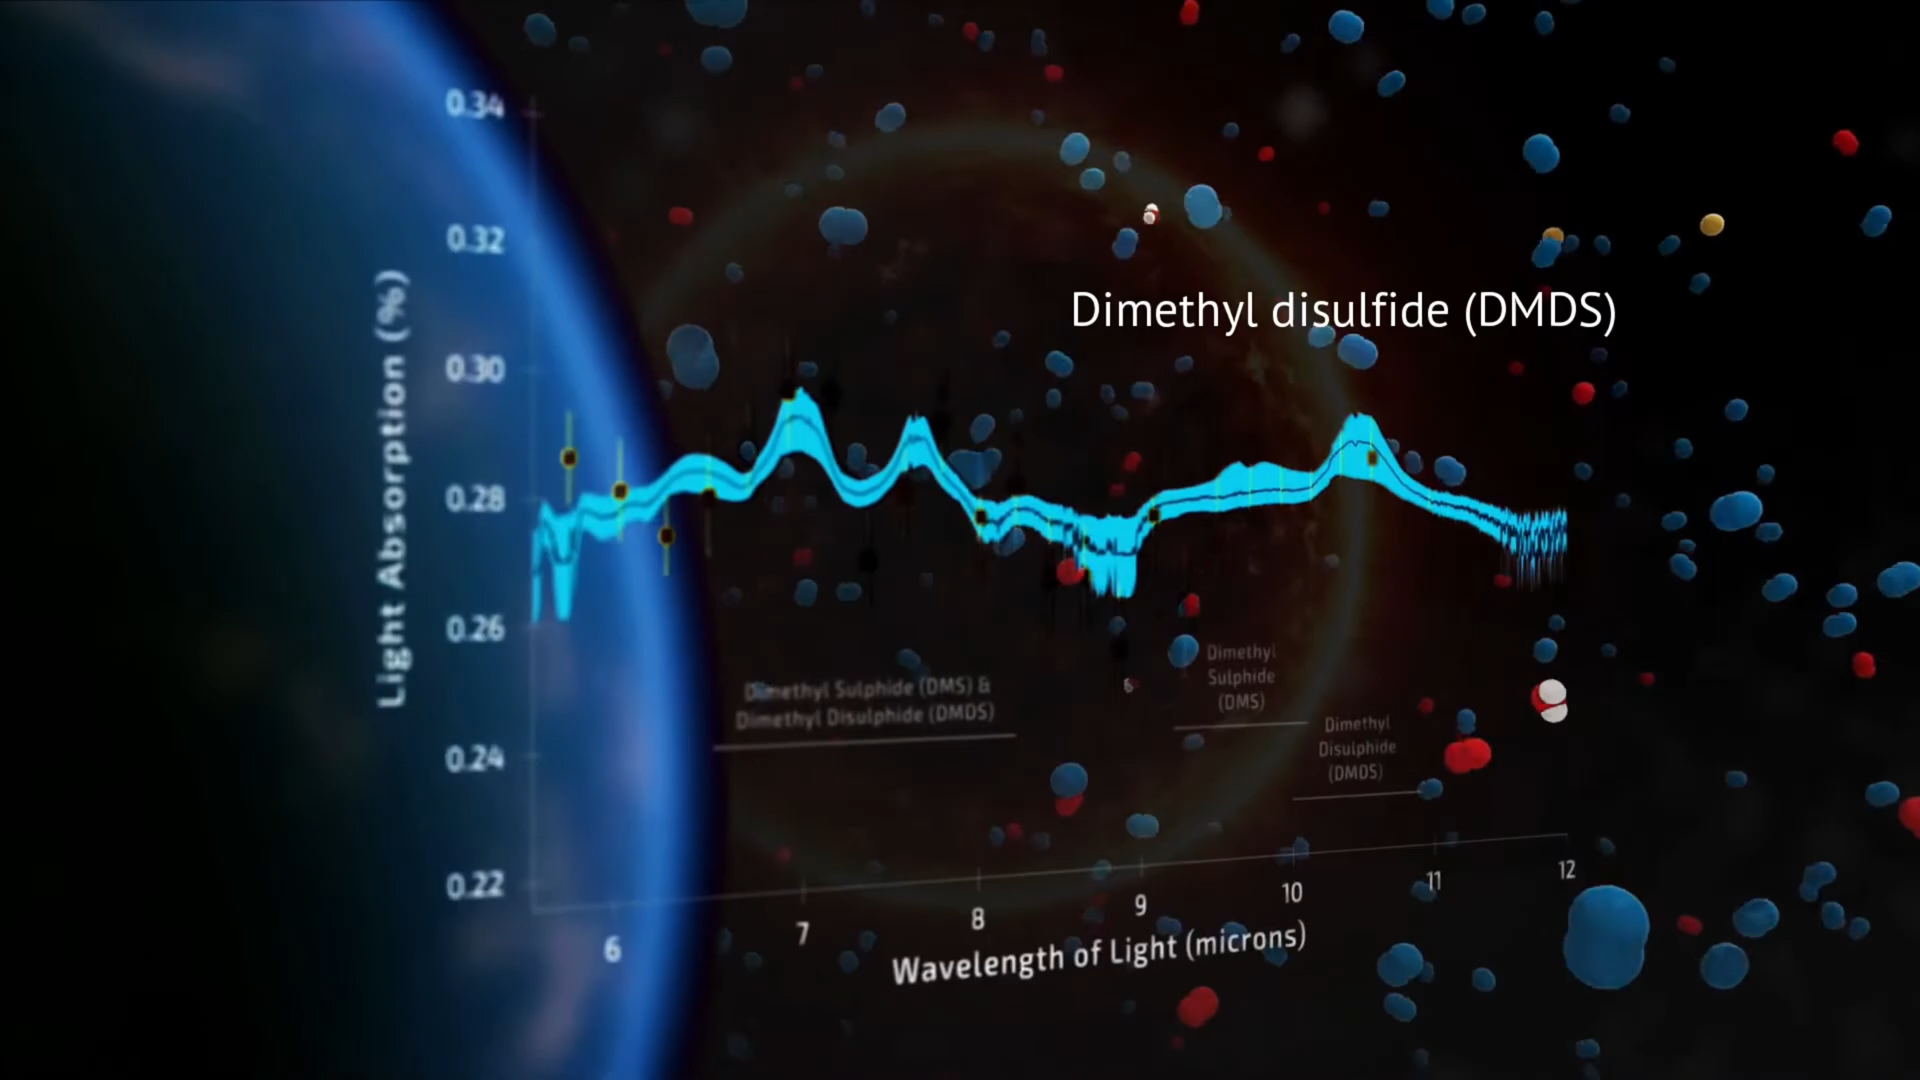 0.34
0.32
Dimethyl disulfide (DMDS)
0.30
Light Absorption (%)
0.28
0.26
Dimethyl Sulphide (DMS) &
Dimethyl Disulphide (DMDS)
Dimethyl
Sulphide
(DMS)
Dimethyl
Disulphide
(DMDS)
0.24
0.22
6
7
8
9
10
11
12
Wavelength of Light (microns)